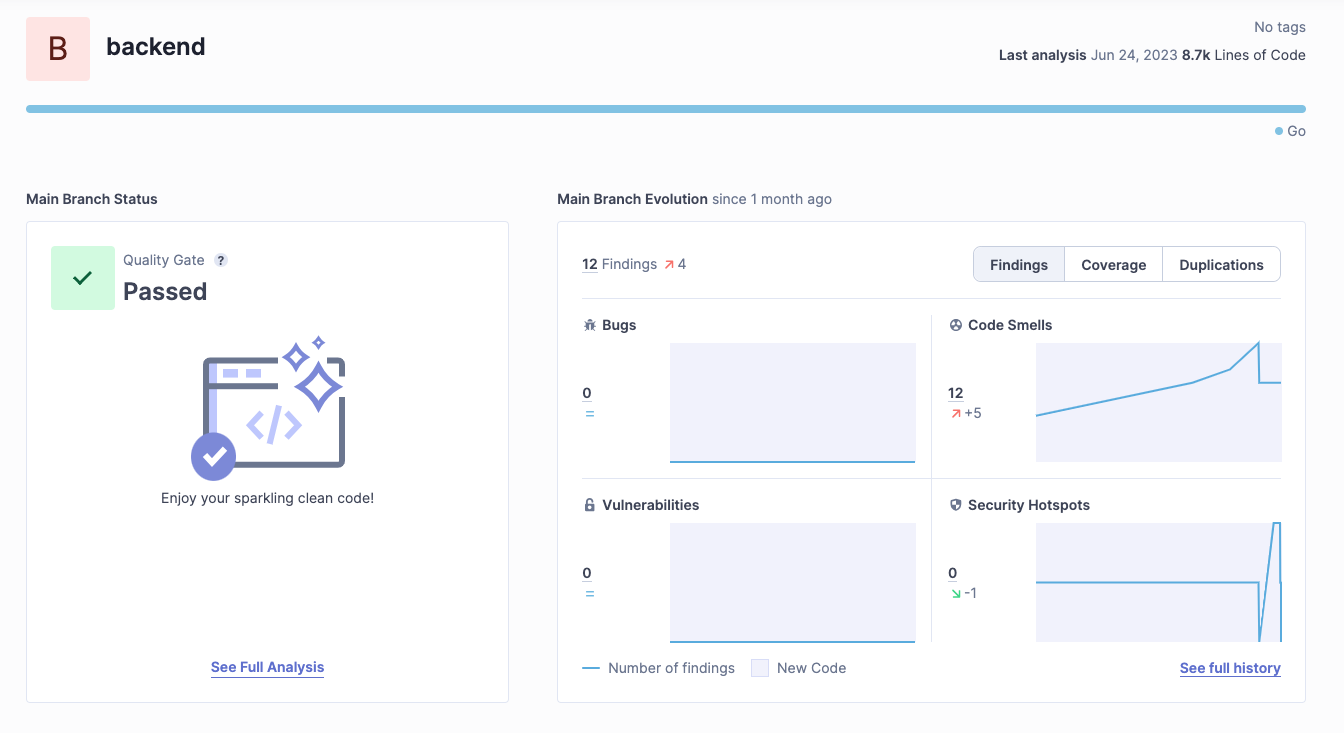 B
backend
No tags
Last analysis Jun 24, 2023 8.7k Lines of Code
Go
Main Branch Status
Quality Gate ?
Passed
</>
Enjoy your sparkling clean code!
See Full Analysis
Main Branch Evolution since 1 month ago
12 Findings 4
Findings Coverage Duplications
Bugs
0
=
Code Smells
12
+5
Vulnerabilities
0
=
Security Hotspots
0
-1
Number of findings New Code
See full history